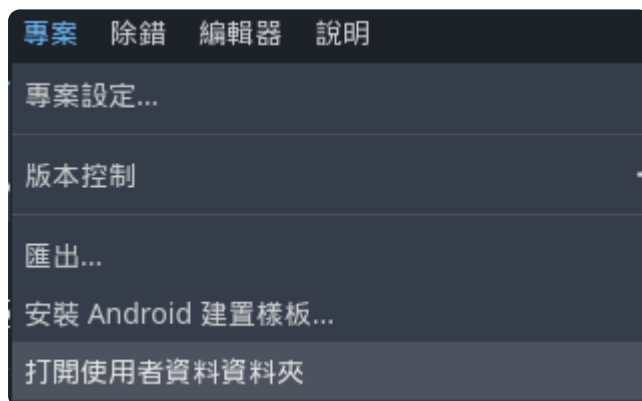 專案 除錯 編輯器 說明
專案設定...
版本控制
匯出...
安裝 Android 建置樣板...
打開使用者資料資料夾